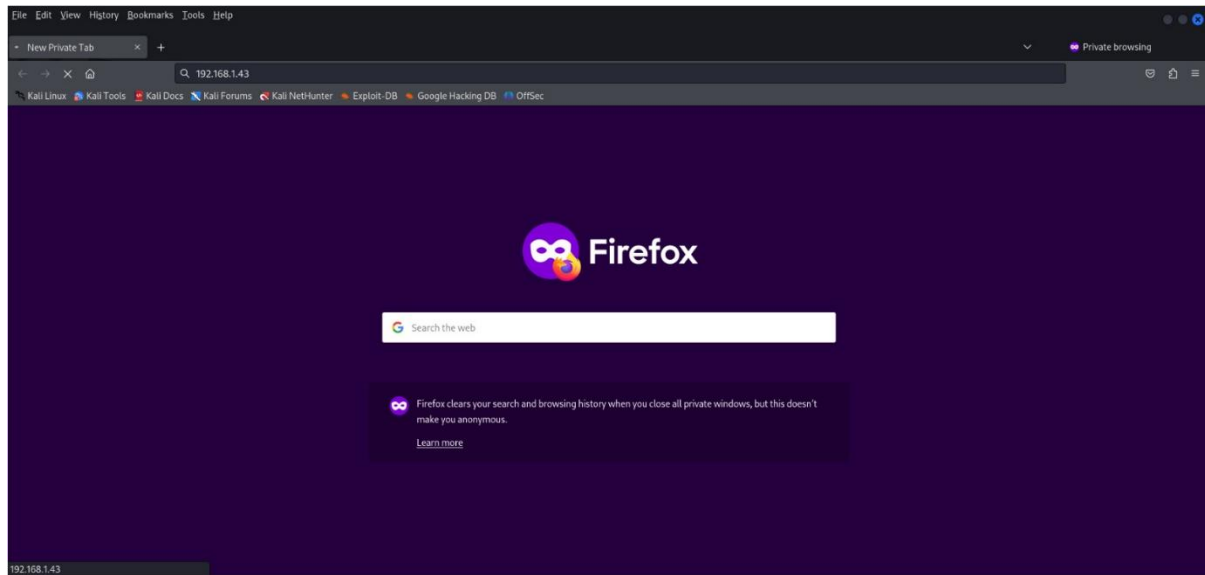 File Edit View History Bookmarks Tools Help
New Private Tab
Private browsing
192.168.1.43
Kali Linux Kali Tools Kali Docs Kali Forums Kali NetHunter Exploit-DB Google Hacking DB OffSec
Firefox
Search the web
Firefox clears your search and browsing history when you close all private windows, but this doesn't
make you anonymous.
Learn more
192.168.1.43